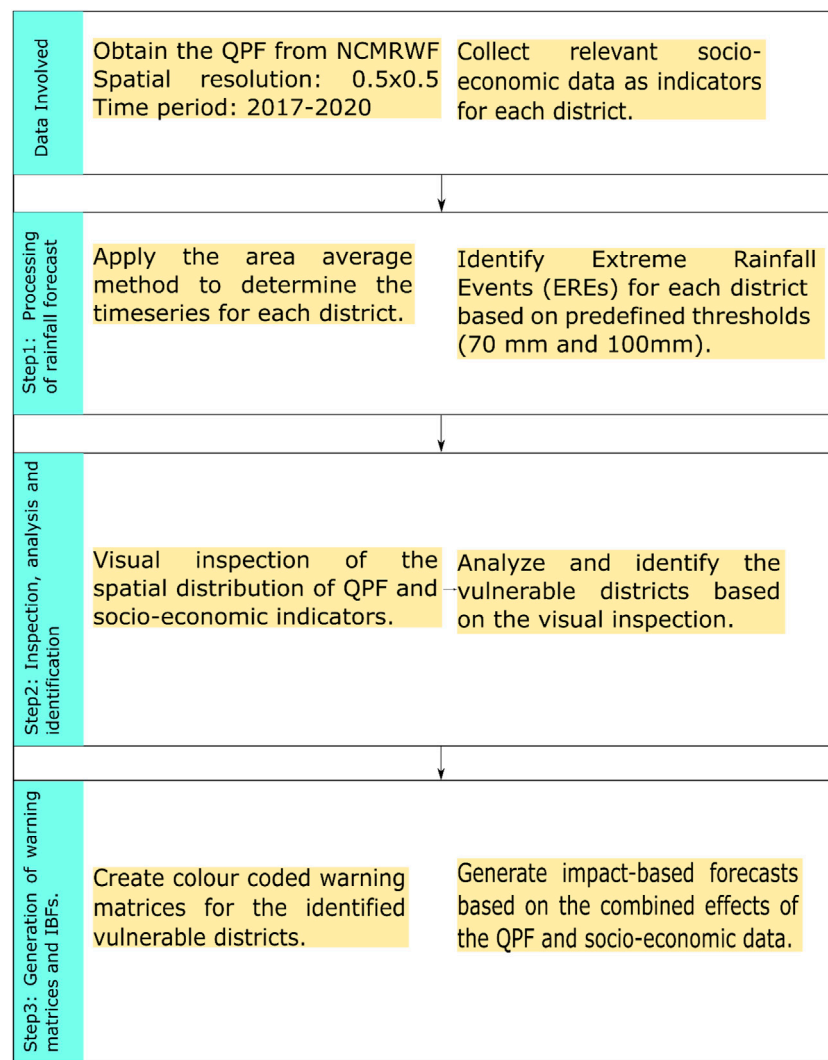 Data Involved
Obtain the QPF from NCMRWF
Spatial resolution: 0.5x0.5
Time period: 2017-2020
Collect relevant socio-
economic data as indicators
for each district.
Step1: Processing
of rainfall forecast
Apply the area average
method to determine the
timeseries for each district.
Identify Extreme Rainfall
Events (EREs) for each district
based on predefined thresholds
(70 mm and 100mm).
Step2: Inspection, analysis and
identification
Visual inspection of the
spatial distribution of QPF and
socio-economic indicators.
Analyze and identify the
vulnerable districts based
on the visual inspection.
Step3: Generation of warning
matrices and IBFs.
Create colour coded warning
matrices for the identified
vulnerable districts.
Generate impact-based forecasts
based on the combined effects of
the QPF and socio-economic data.